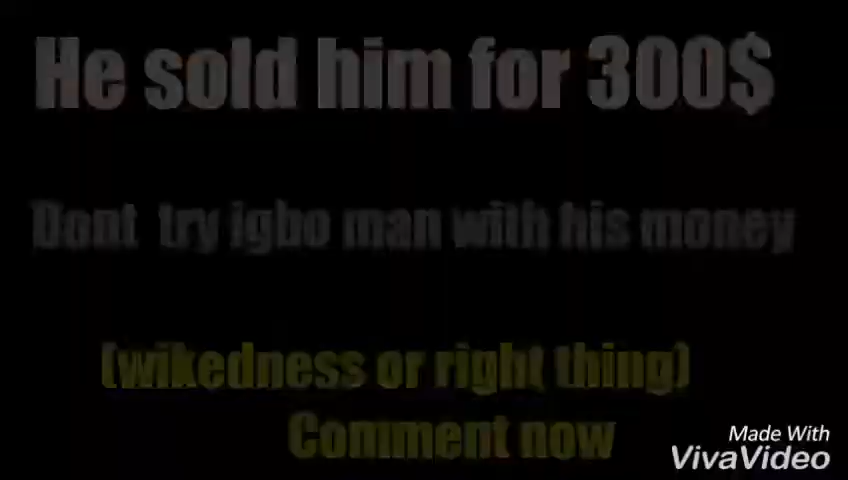 He sold him for 300$
Dont try igbo man with his money
(wikedness or right thing)
Comment now
Made With
VivaVideo